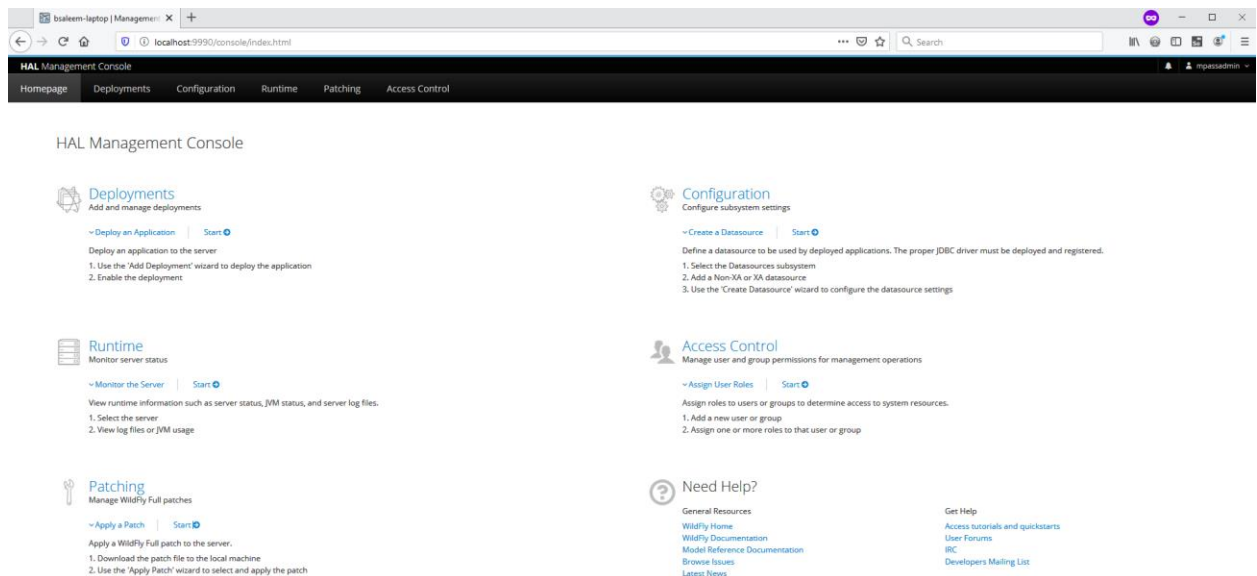 bsaleem-laptop | Management
localhost:9990/console/index.html
Search
HAL Management Console
mpassadmin
Homepage Deployments Configuration Runtime Patching Access Control
HAL Management Console
Deployments
Add and manage deployments
Deploy an Application Start
Deploy an application to the server
1. Use the 'Add Deployment' wizard to deploy the application
2. Enable the deployment
Configuration
Configure subsystem settings
Create a Datasource Start
Define a datasource to be used by deployed applications. The proper JDBC driver must be deployed and registered.
1. Select the Datasources subsystem
2. Add a Non-XA or XA datasource
3. Use the 'Create Datasource' wizard to configure the datasource settings
Runtime
Monitor server status
Monitor the Server Start
View runtime information such as server status, JVM status, and server log files.
1. Select the server
2. View log files or JVM usage
Access Control
Manage user and group permissions for management operations
Assign User Roles Start
Assign roles to users or groups to determine access to system resources.
1. Add a new user or group
2. Assign one or more roles to that user or group
Patching
Manage WildFly Full patches
Apply a Patch Start
Apply a WildFly Full patch to the server.
1. Download the patch file to the local machine
2. Use the 'Apply Patch' wizard to select and apply the patch
Need Help?
General Resources
WildFly Home
WildFly Documentation
Model Reference Documentation
Browse Issues
Latest News
Get Help
Access tutorials and quickstarts
User Forums
IRC
Developers Mailing List